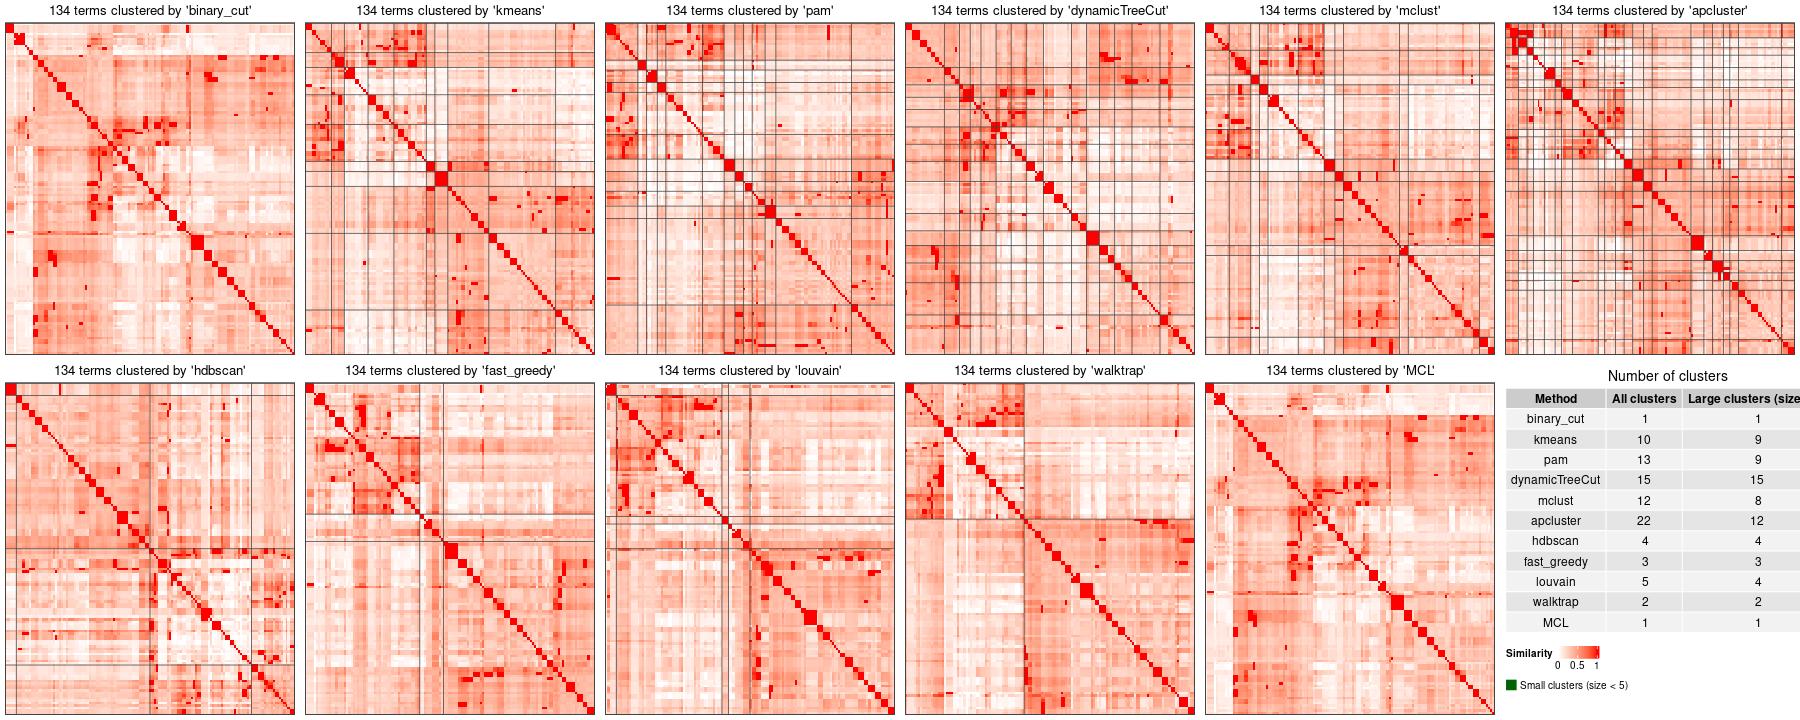 134 terms clustered by 'binary_cut'
134 terms clustered by 'kmeans'
134 terms clustered by 'pam'
134 terms clustered by 'dynamicTreeCut'
134 terms clustered by 'mclust'
134 terms clustered by 'apcluster'
134 terms clustered by 'hdbscan'
134 terms clustered by 'fast_greedy'
134 terms clustered by 'louvain'
134 terms clustered by 'walktrap'
134 terms clustered by 'MCL'
Number of clusters
Method All clusters Large clusters (size
binary_cut 1 1
kmeans 10 9
pam 13 9
dynamicTreeCut 15 15
mclust 12 8
apcluster 22 12
hdbscan 4 4
fast_greedy 3 3
louvain 5 4
walktrap 2 2
MCL 1 1
Similarity
0 0.5 1
Small clusters (size < 5)